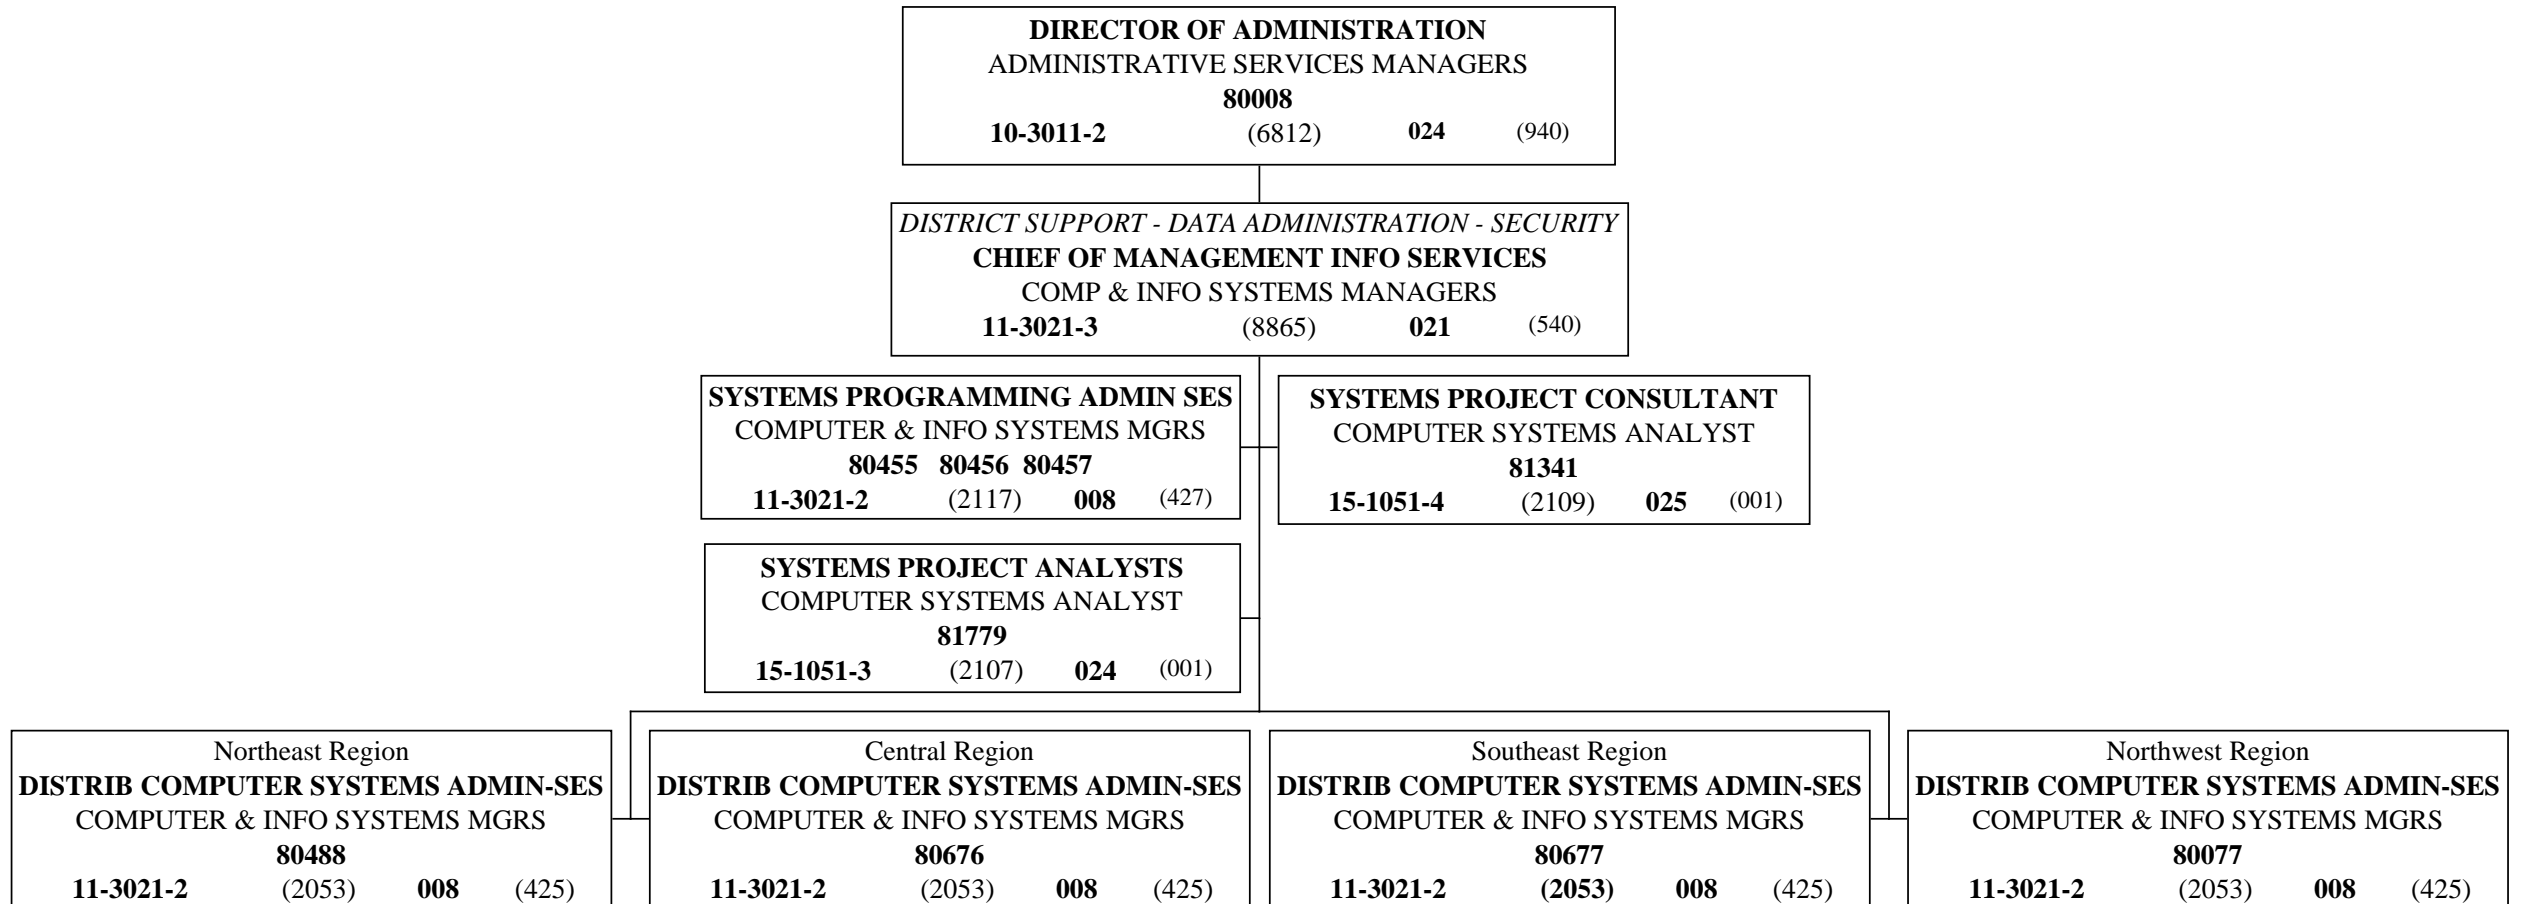 DIRECTOR OF ADMINISTRATION
ADMINISTRATIVE SERVICES MANAGERS
80008
10-3011-2 (6812) 024 (940)
DISTRICT SUPPORT - DATA ADMINISTRATION - SECURITY
CHIEF OF MANAGEMENT INFO SERVICES
COMP & INFO SYSTEMS MANAGERS
11-3021-3 (8865) 021 (540)
SYSTEMS PROGRAMMING ADMIN SES
COMPUTER & INFO SYSTEMS MGRS
80455 80456 80457
11-3021-2 (2117) 008 (427)
SYSTEMS PROJECT CONSULTANT
COMPUTER SYSTEMS ANALYST
81341
15-1051-4 (2109) 025 (001)
SYSTEMS PROJECT ANALYSTS
COMPUTER SYSTEMS ANALYST
81779
15-1051-3 (2107) 024 (001)
Northeast Region
DISTRIB COMPUTER SYSTEMS ADMIN-SES
COMPUTER & INFO SYSTEMS MGRS
80488
11-3021-2 (2053) 008 (425)
Central Region
DISTRIB COMPUTER SYSTEMS ADMIN-SES
COMPUTER & INFO SYSTEMS MGRS
80676
11-3021-2 (2053) 008 (425)
Southeast Region
DISTRIB COMPUTER SYSTEMS ADMIN-SES
COMPUTER & INFO SYSTEMS MGRS
80677
11-3021-2 (2053) 008 (425)
Northwest Region
DISTRIB COMPUTER SYSTEMS ADMIN-SES
COMPUTER & INFO SYSTEMS MGRS
80077
11-3021-2 (2053) 008 (425)